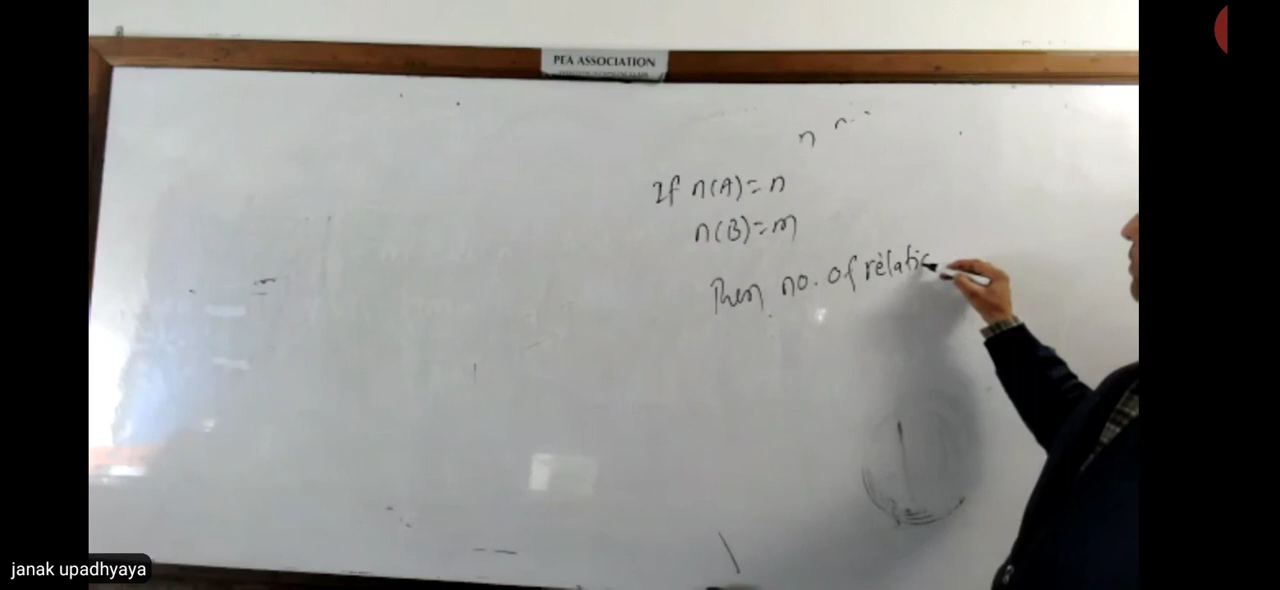 PEA ASSOCIATION
If n(A)=n
n(B)=m
Then no. of relatio
janak upadhyaya